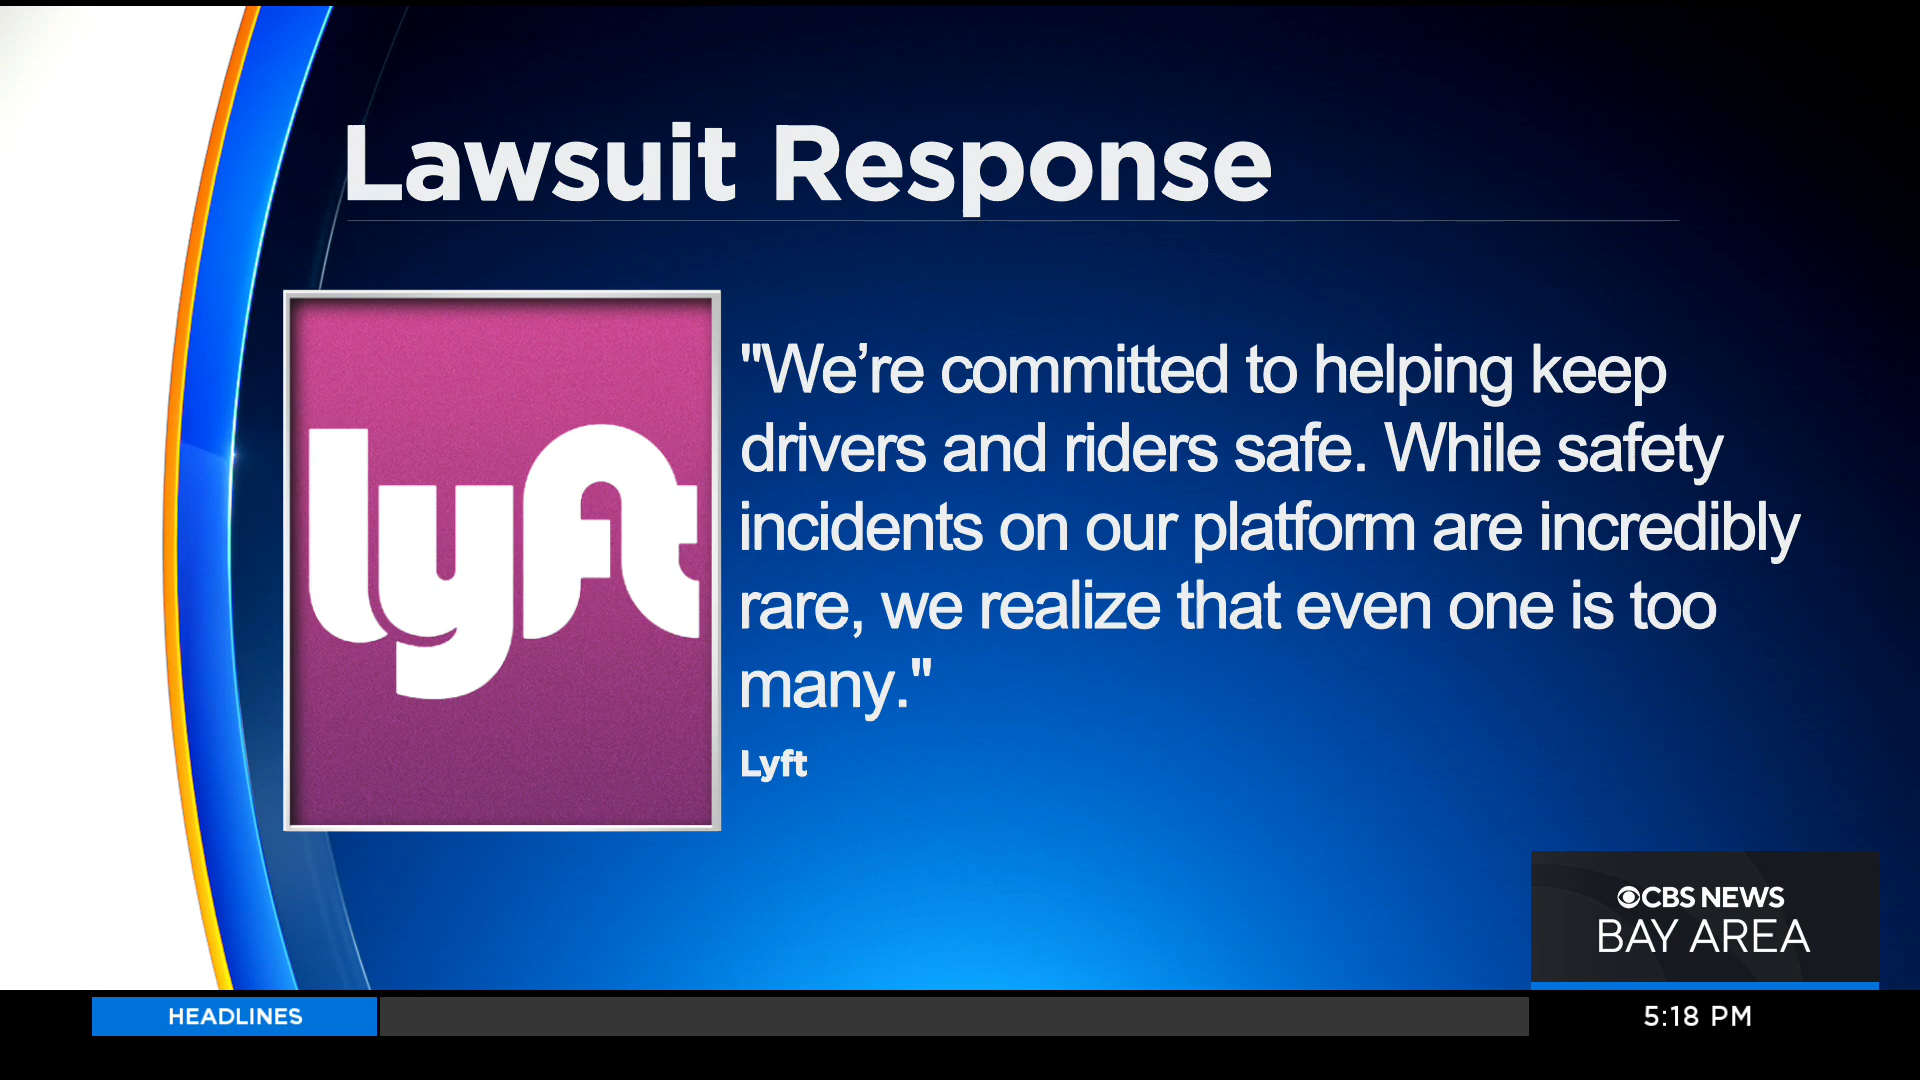 Lawsuit Response
lyft
"We’re committed to helping keep
drivers and riders safe. While safety
incidents on our platform are incredibly
rare, we realize that even one is too
many."
Lyft
CBS NEWS
BAY AREA
HEADLINES
5:18 PM